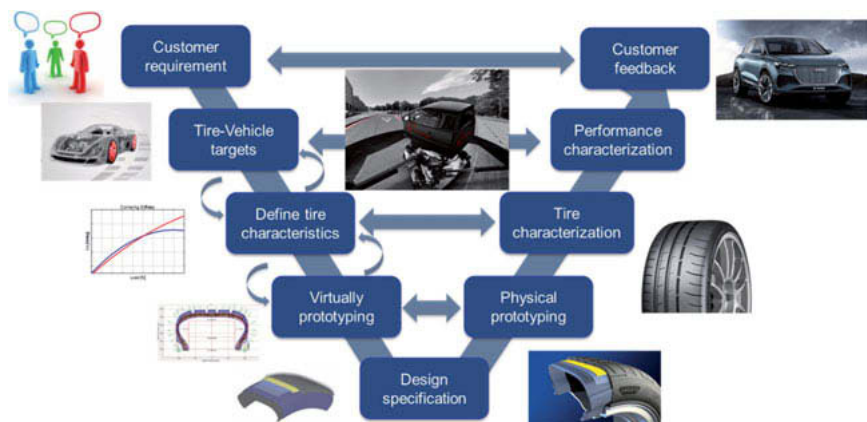 Customer
requirement
Customer
feedback
Tire-Vehicle
targets
Performance
characterization
Define tire
characteristics
Tire
characterization
Virtually
prototyping
Physical
prototyping
Design
specification